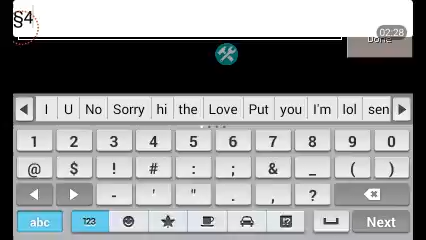 §4
02:28
Done
I U No Sorry hi the Love Put you I'm lol sen
1 2 3 4 5 6 7 8 9 0
@ $ ! # : ; & _ ( )
- ' " . , ?
abc 123 Next